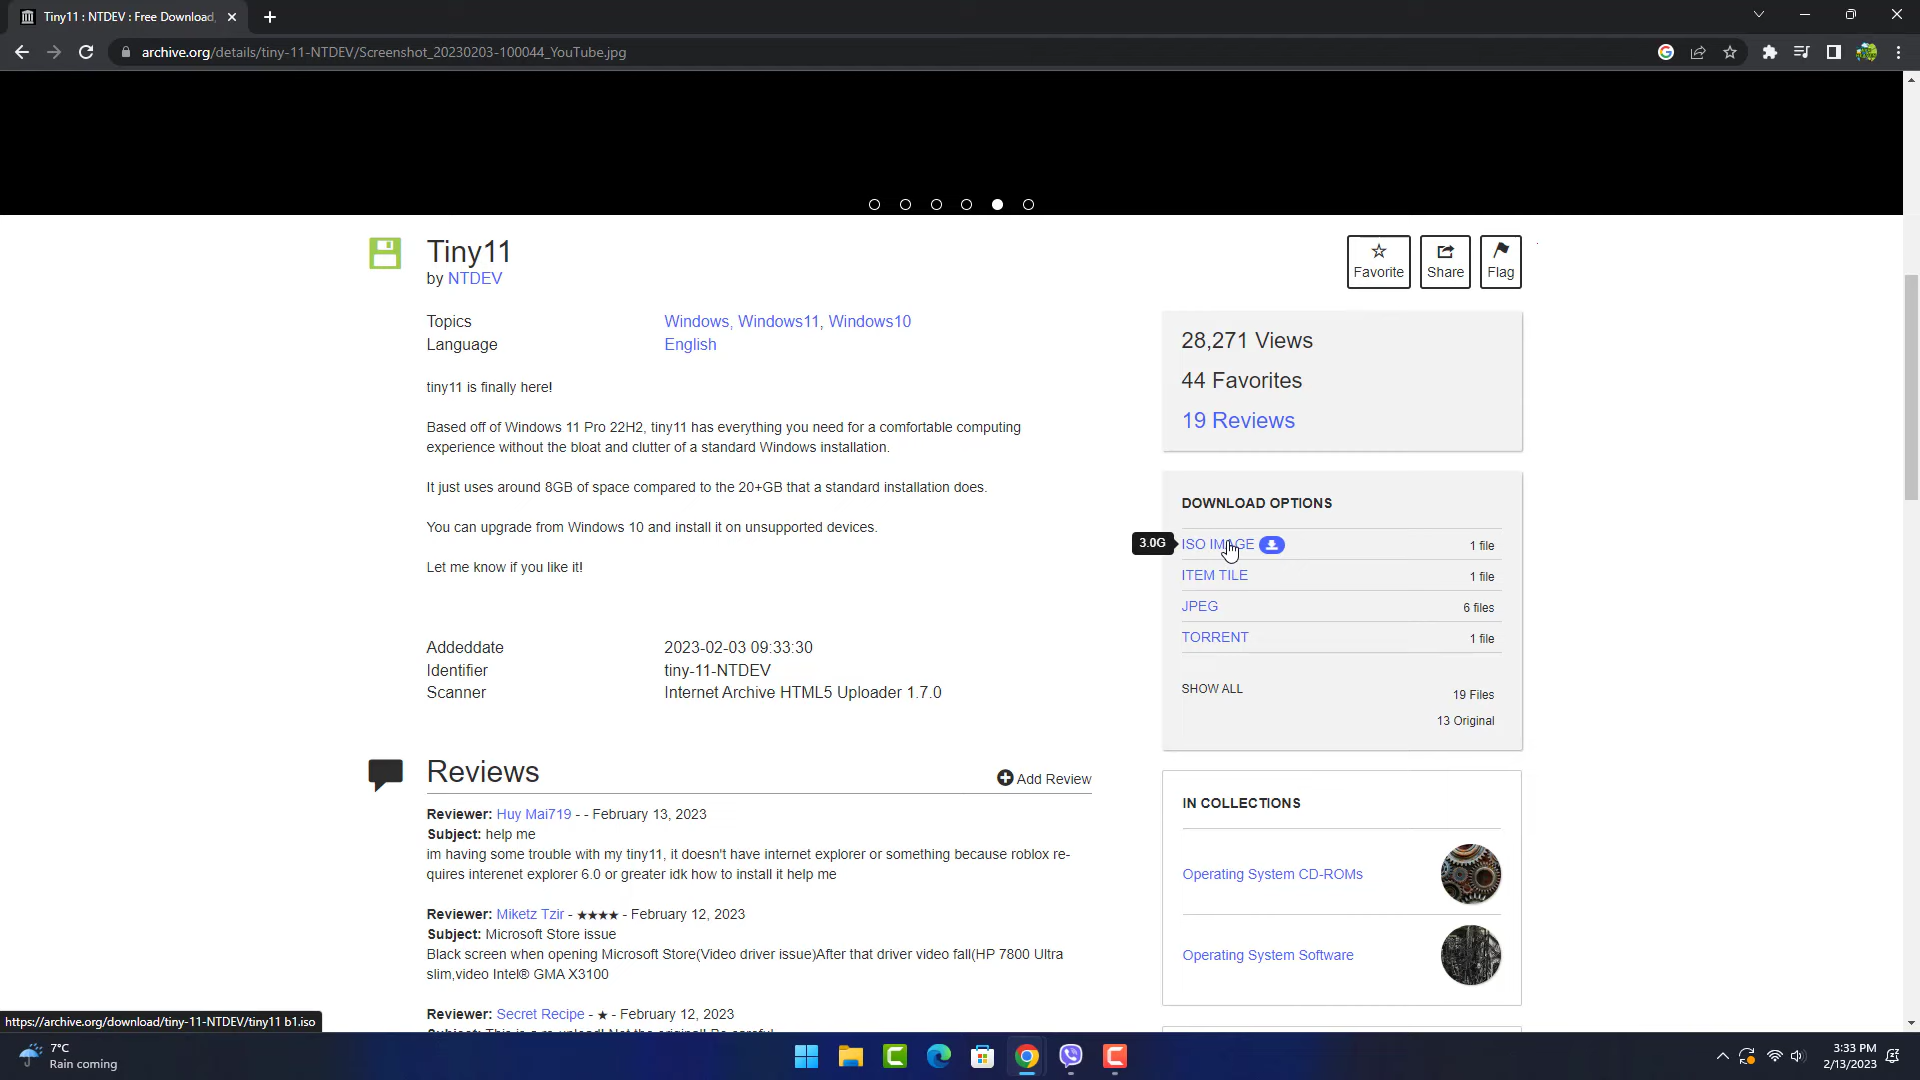 Tiny11 : NTDEV : Free Download,
archive.org/details/tiny-11-NTDEV/Screenshot_20230203-100044_YouTube.jpg
Tiny11
by NTDEV
Favorite
Share
Flag
Topics Windows, Windows11, Windows10
Language English
tiny11 is finally here!
Based off of Windows 11 Pro 22H2, tiny11 has everything you need for a comfortable computing
experience without the bloat and clutter of a standard Windows installation.
It just uses around 8GB of space compared to the 20+GB that a standard installation does.
You can upgrade from Windows 10 and install it on unsupported devices.
Let me know if you like it!
Addeddate 2023-02-03 09:33:30
Identifier tiny-11-NTDEV
Scanner Internet Archive HTML5 Uploader 1.7.0
28,271 Views
44 Favorites
19 Reviews
DOWNLOAD OPTIONS
3.0G
ISO IMAGE 1 file
ITEM TILE 1 file
JPEG 6 files
TORRENT 1 file
SHOW ALL 19 Files
13 Original
Reviews
Add Review
Reviewer: Huy Mai719 - - February 13, 2023
Subject: help me
im having some trouble with my tiny11, it doesn't have internet explorer or something because roblox re-
quires interenet explorer 6.0 or greater idk how to install it help me
Reviewer: Miketz Tzir - ★★★★ - February 12, 2023
Subject: Microsoft Store issue
Black screen when opening Microsoft Store(Video driver issue)After that driver video fall(HP 7800 Ultra
slim,video Intel® GMA X3100
Reviewer: Secret Recipe - ★ - February 12, 2023
IN COLLECTIONS
Operating System CD-ROMs
Operating System Software
https://archive.org/download/tiny-11-NTDEV/tiny11 b1.iso
7°C
Rain coming
3:33 PM
2/13/2023